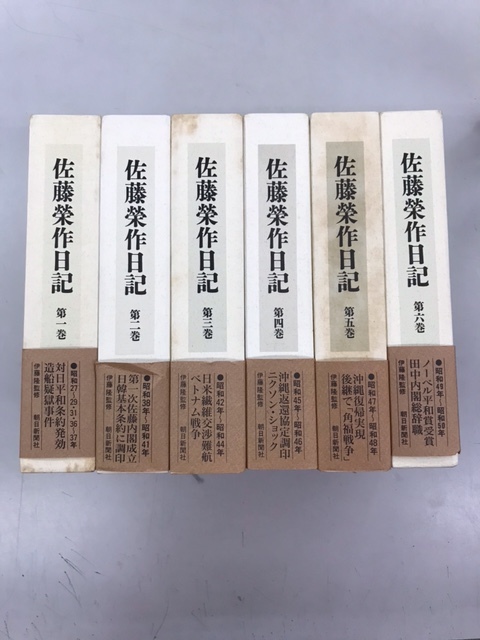 佐藤榮作日記
第一巻
●昭和27〜29・31・36〜37年
対日平和条約発効
造船疑獄事件
伊藤隆監修
朝日新聞社
佐藤榮作日記
第二巻
●昭和38年〜昭和41年
第一次佐藤内閣成立
日韓基本条約に調印
伊藤隆監修
朝日新聞社
佐藤榮作日記
第三巻
●昭和42年〜昭和44年
日米繊維交渉難航
ベトナム戦争
伊藤隆監修
朝日新聞社
佐藤榮作日記
第四巻
●昭和45年〜昭和46年
沖縄返還協定調印
ニクソン・ショック
伊藤隆監修
朝日新聞社
佐藤榮作日記
第五巻
●昭和47年〜昭和48年
沖縄復帰実現
後継で「角福戦争」
伊藤隆監修
朝日新聞社
佐藤榮作日記
第六巻
●昭和49年〜昭和50年
ノーベル平和賞受賞
田中内閣総辞職
伊藤隆監修
朝日新聞社